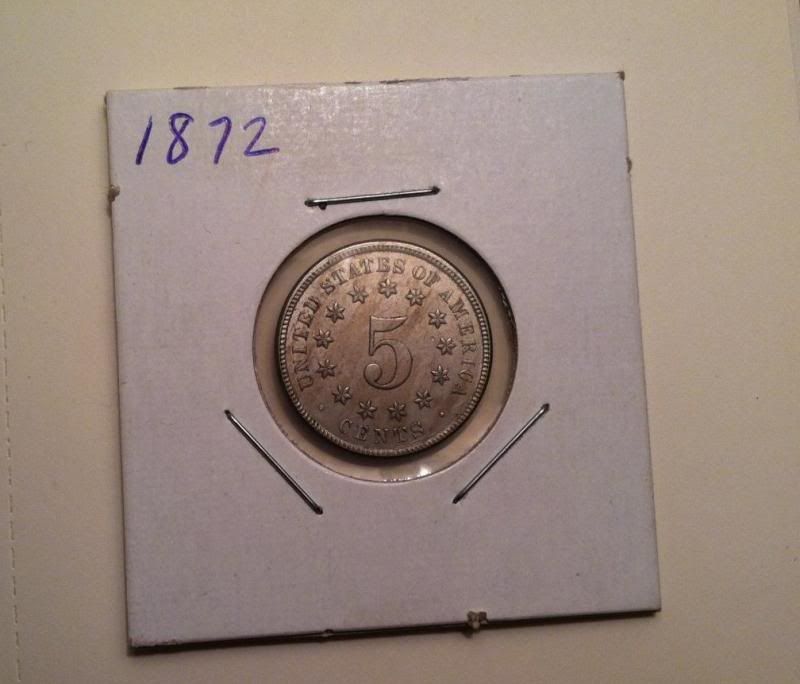 1872
UNITED STATES OF AMERICA
5
CENTS